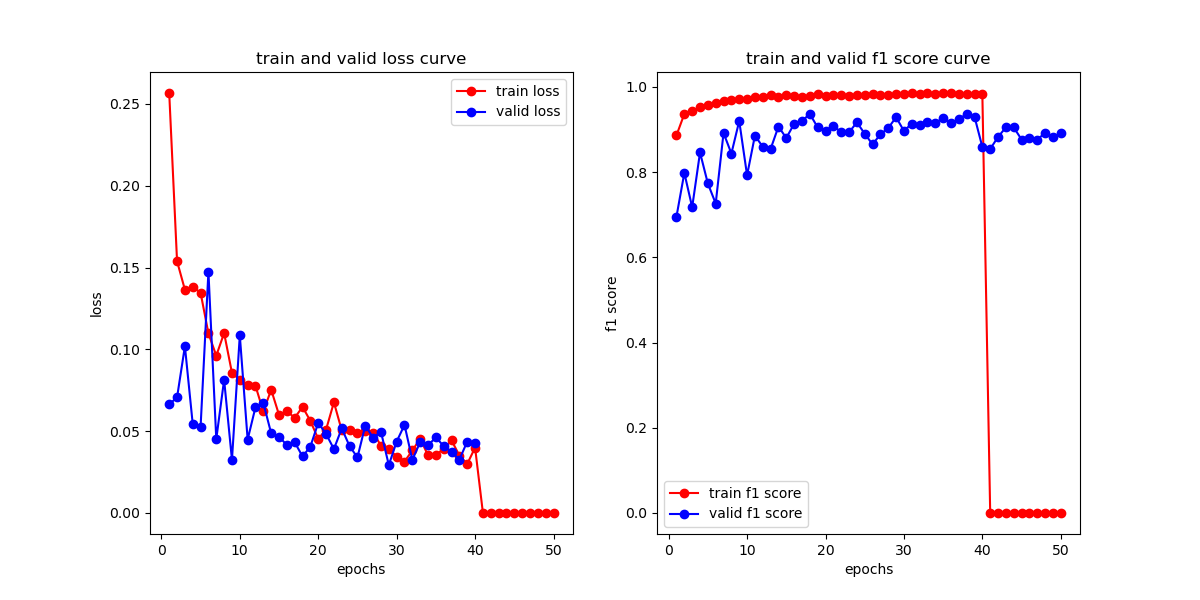 train and valid loss curve
train loss
valid loss
0.25
0.20
0.15
0.10
0.05
0.00
loss
0 10 20 30 40 50
epochs
train and valid f1 score curve
1.0
0.8
0.6
0.4
0.2
0.0
f1 score
train f1 score
valid f1 score
0 10 20 30 40 50
epochs